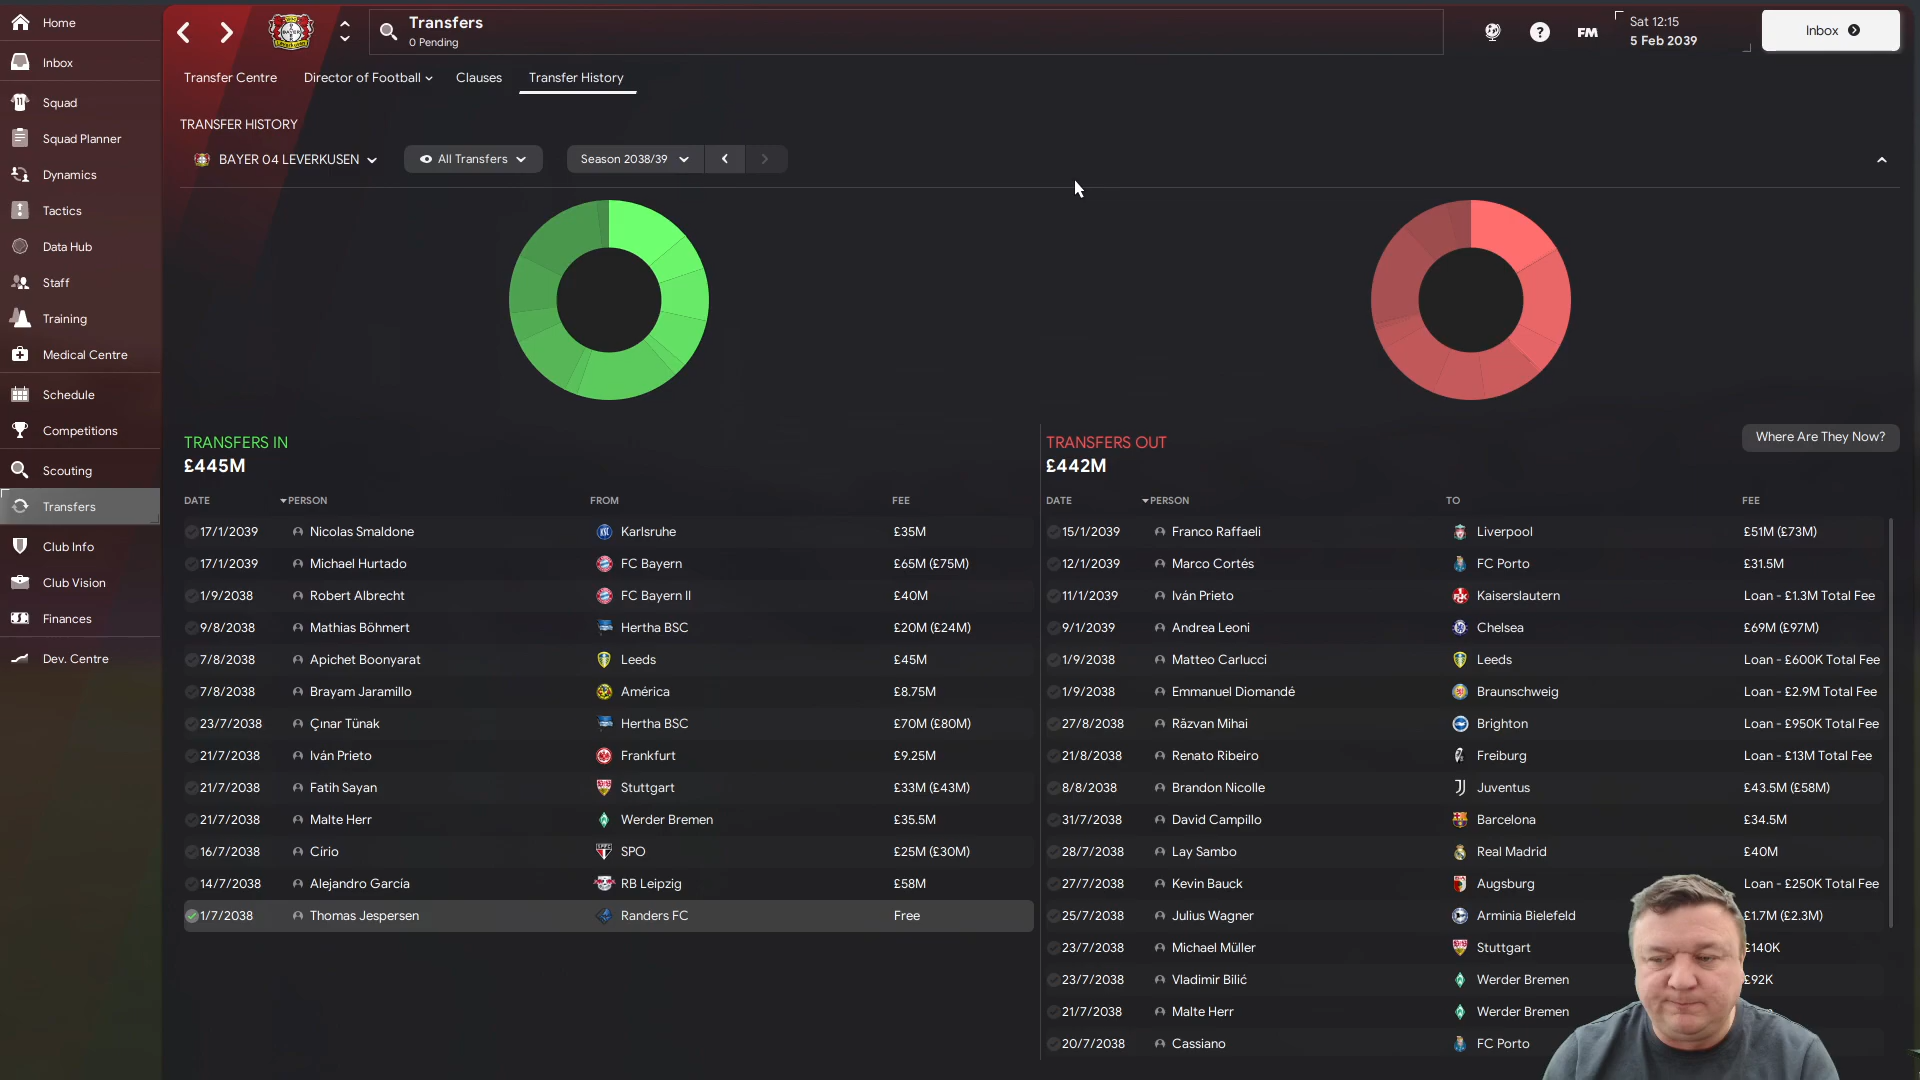 Home
Inbox
Squad
Squad Planner
Dynamics
Tactics
Data Hub
Staff
Training
Medical Centre
Schedule
Competitions
Scouting
Transfers
Club Info
Club Vision
Finances
Dev. Centre
Transfers
0 Pending
FM
Sat 12:15
5 Feb 2039
Inbox
Transfer Centre Director of Football Clauses Transfer History
TRANSFER HISTORY
BAYER 04 LEVERKUSEN All Transfers Season 2038/39
TRANSFERS IN
£445M
DATE PERSON FROM FEE
17/1/2039 Nicolas Smaldone Karlsruhe £35M
17/1/2039 Michael Hurtado FC Bayern £65M (£75M)
1/9/2038 Robert Albrecht FC Bayern II £40M
9/8/2038 Mathias Böhmert Hertha BSC £20M (£24M)
7/8/2038 Apichet Boonyarat Leeds £45M
7/8/2038 Brayam Jaramillo América £8.75M
23/7/2038 Çınar Tünak Hertha BSC £70M (£80M)
21/7/2038 Iván Prieto Frankfurt £9.25M
21/7/2038 Fatih Sayan Stuttgart £33M (£43M)
21/7/2038 Malte Herr Werder Bremen £35.5M
16/7/2038 Círio SPO £25M (£30M)
14/7/2038 Alejandro García RB Leipzig £58M
1/7/2038 Thomas Jespersen Randers FC Free
TRANSFERS OUT
£442M
Where Are They Now?
DATE PERSON TO FEE
15/1/2039 Franco Raffaeli Liverpool £51M (£73M)
12/1/2039 Marco Cortés FC Porto £31.5M
11/1/2039 Iván Prieto Kaiserslautern Loan - £1.3M Total Fee
9/1/2039 Andrea Leoni Chelsea £69M (£97M)
1/9/2038 Matteo Carlucci Leeds Loan - £600K Total Fee
1/9/2038 Emmanuel Diomandé Braunschweig Loan - £2.9M Total Fee
27/8/2038 Răzvan Mihai Brighton Loan - £950K Total Fee
21/8/2038 Renato Ribeiro Freiburg Loan - £13M Total Fee
8/8/2038 Brandon Nicolle Juventus £43.5M (£58M)
31/7/2038 David Campillo Barcelona £34.5M
28/7/2038 Lay Sambo Real Madrid £40M
27/7/2038 Kevin Bauck Augsburg Loan - £250K Total Fee
25/7/2038 Julius Wagner Arminia Bielefeld £1.7M (£2.3M)
23/7/2038 Michael Müller Stuttgart £140K
23/7/2038 Vladimir Bilić Werder Bremen £92K
21/7/2038 Malte Herr Werder Bremen
20/7/2038 Cassiano FC Porto